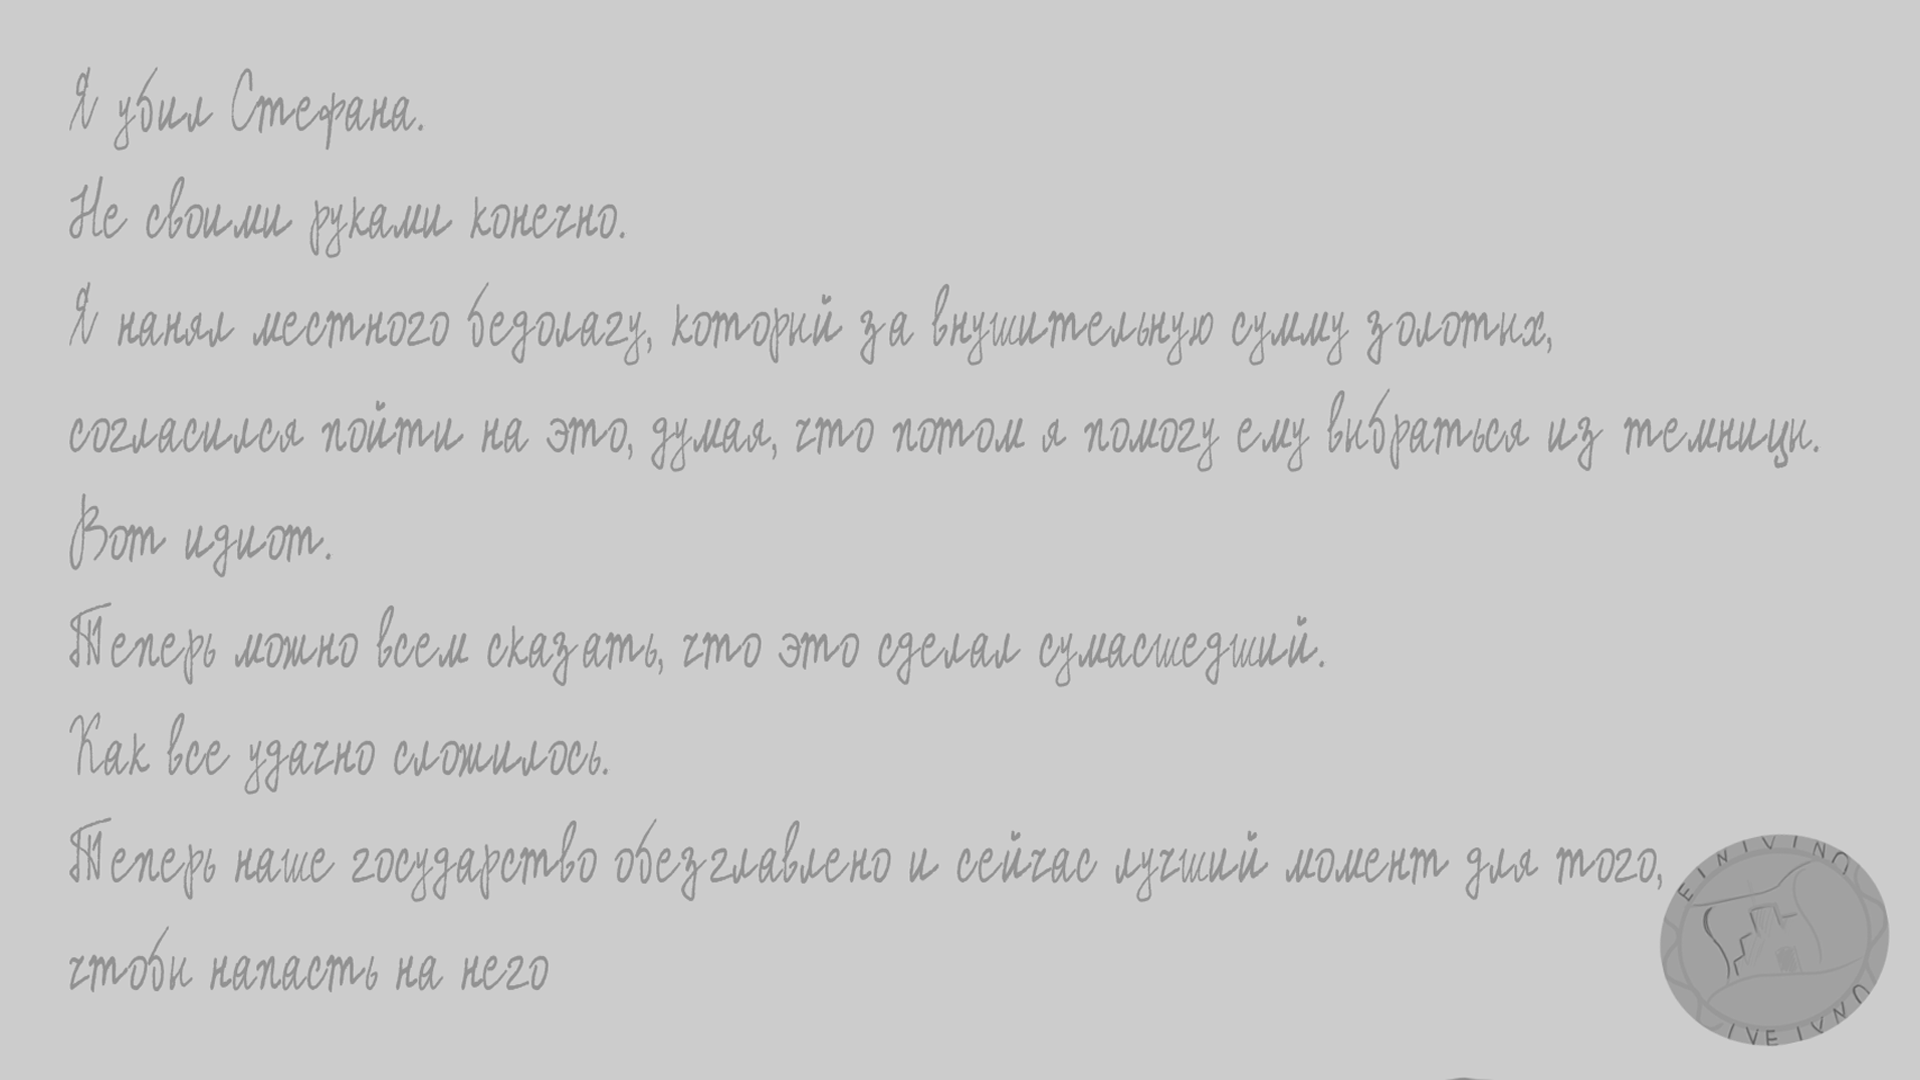 Я убил Стефана.
Не своими руками конечно.
Я нанял местного бедолагу, который за внушительную сумму золотых,
согласился пойти на это, думая, что потом я помогу ему выбраться из темницы.
Вот идиот.
Теперь можно всем сказать, что это сделал сумасшедший.
Как все удачно сложилось.
Теперь наше государство обезглавлено и сейчас лучший момент для того,
чтобы напасть на него